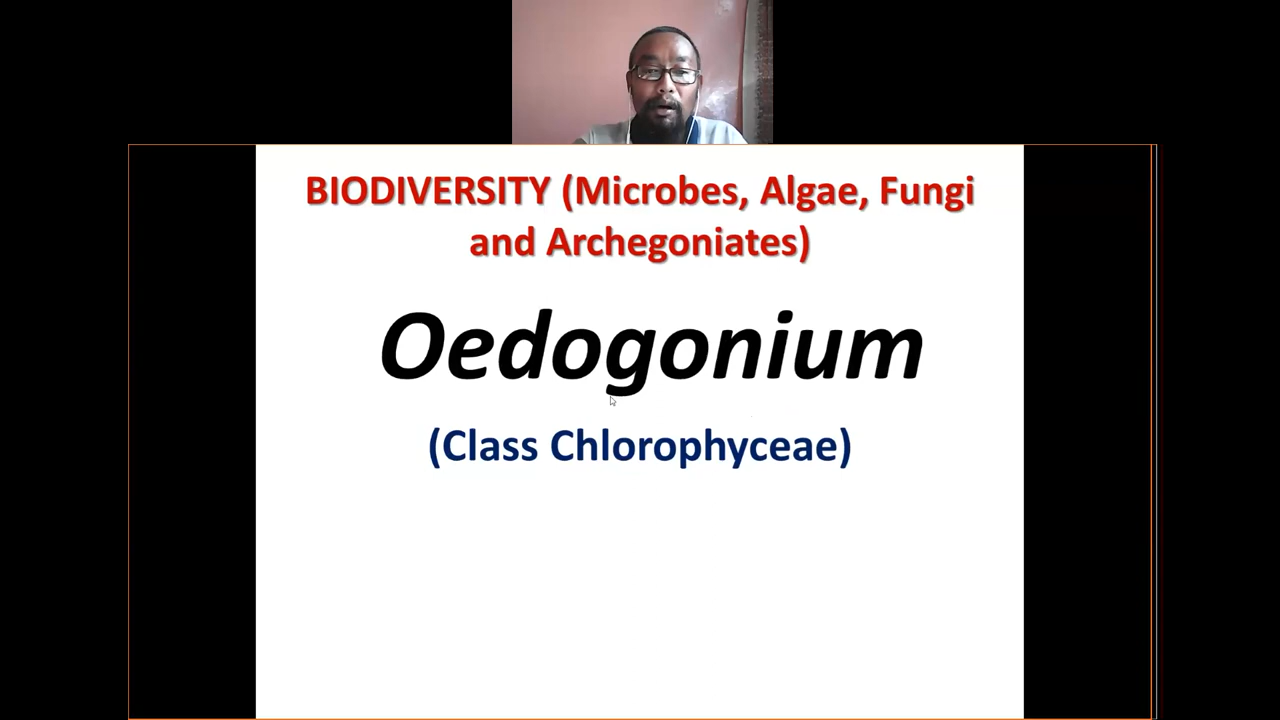 BIODIVERSITY (Microbes, Algae, Fungi
and Archegoniates)
Oedogonium
(Class Chlorophyceae)